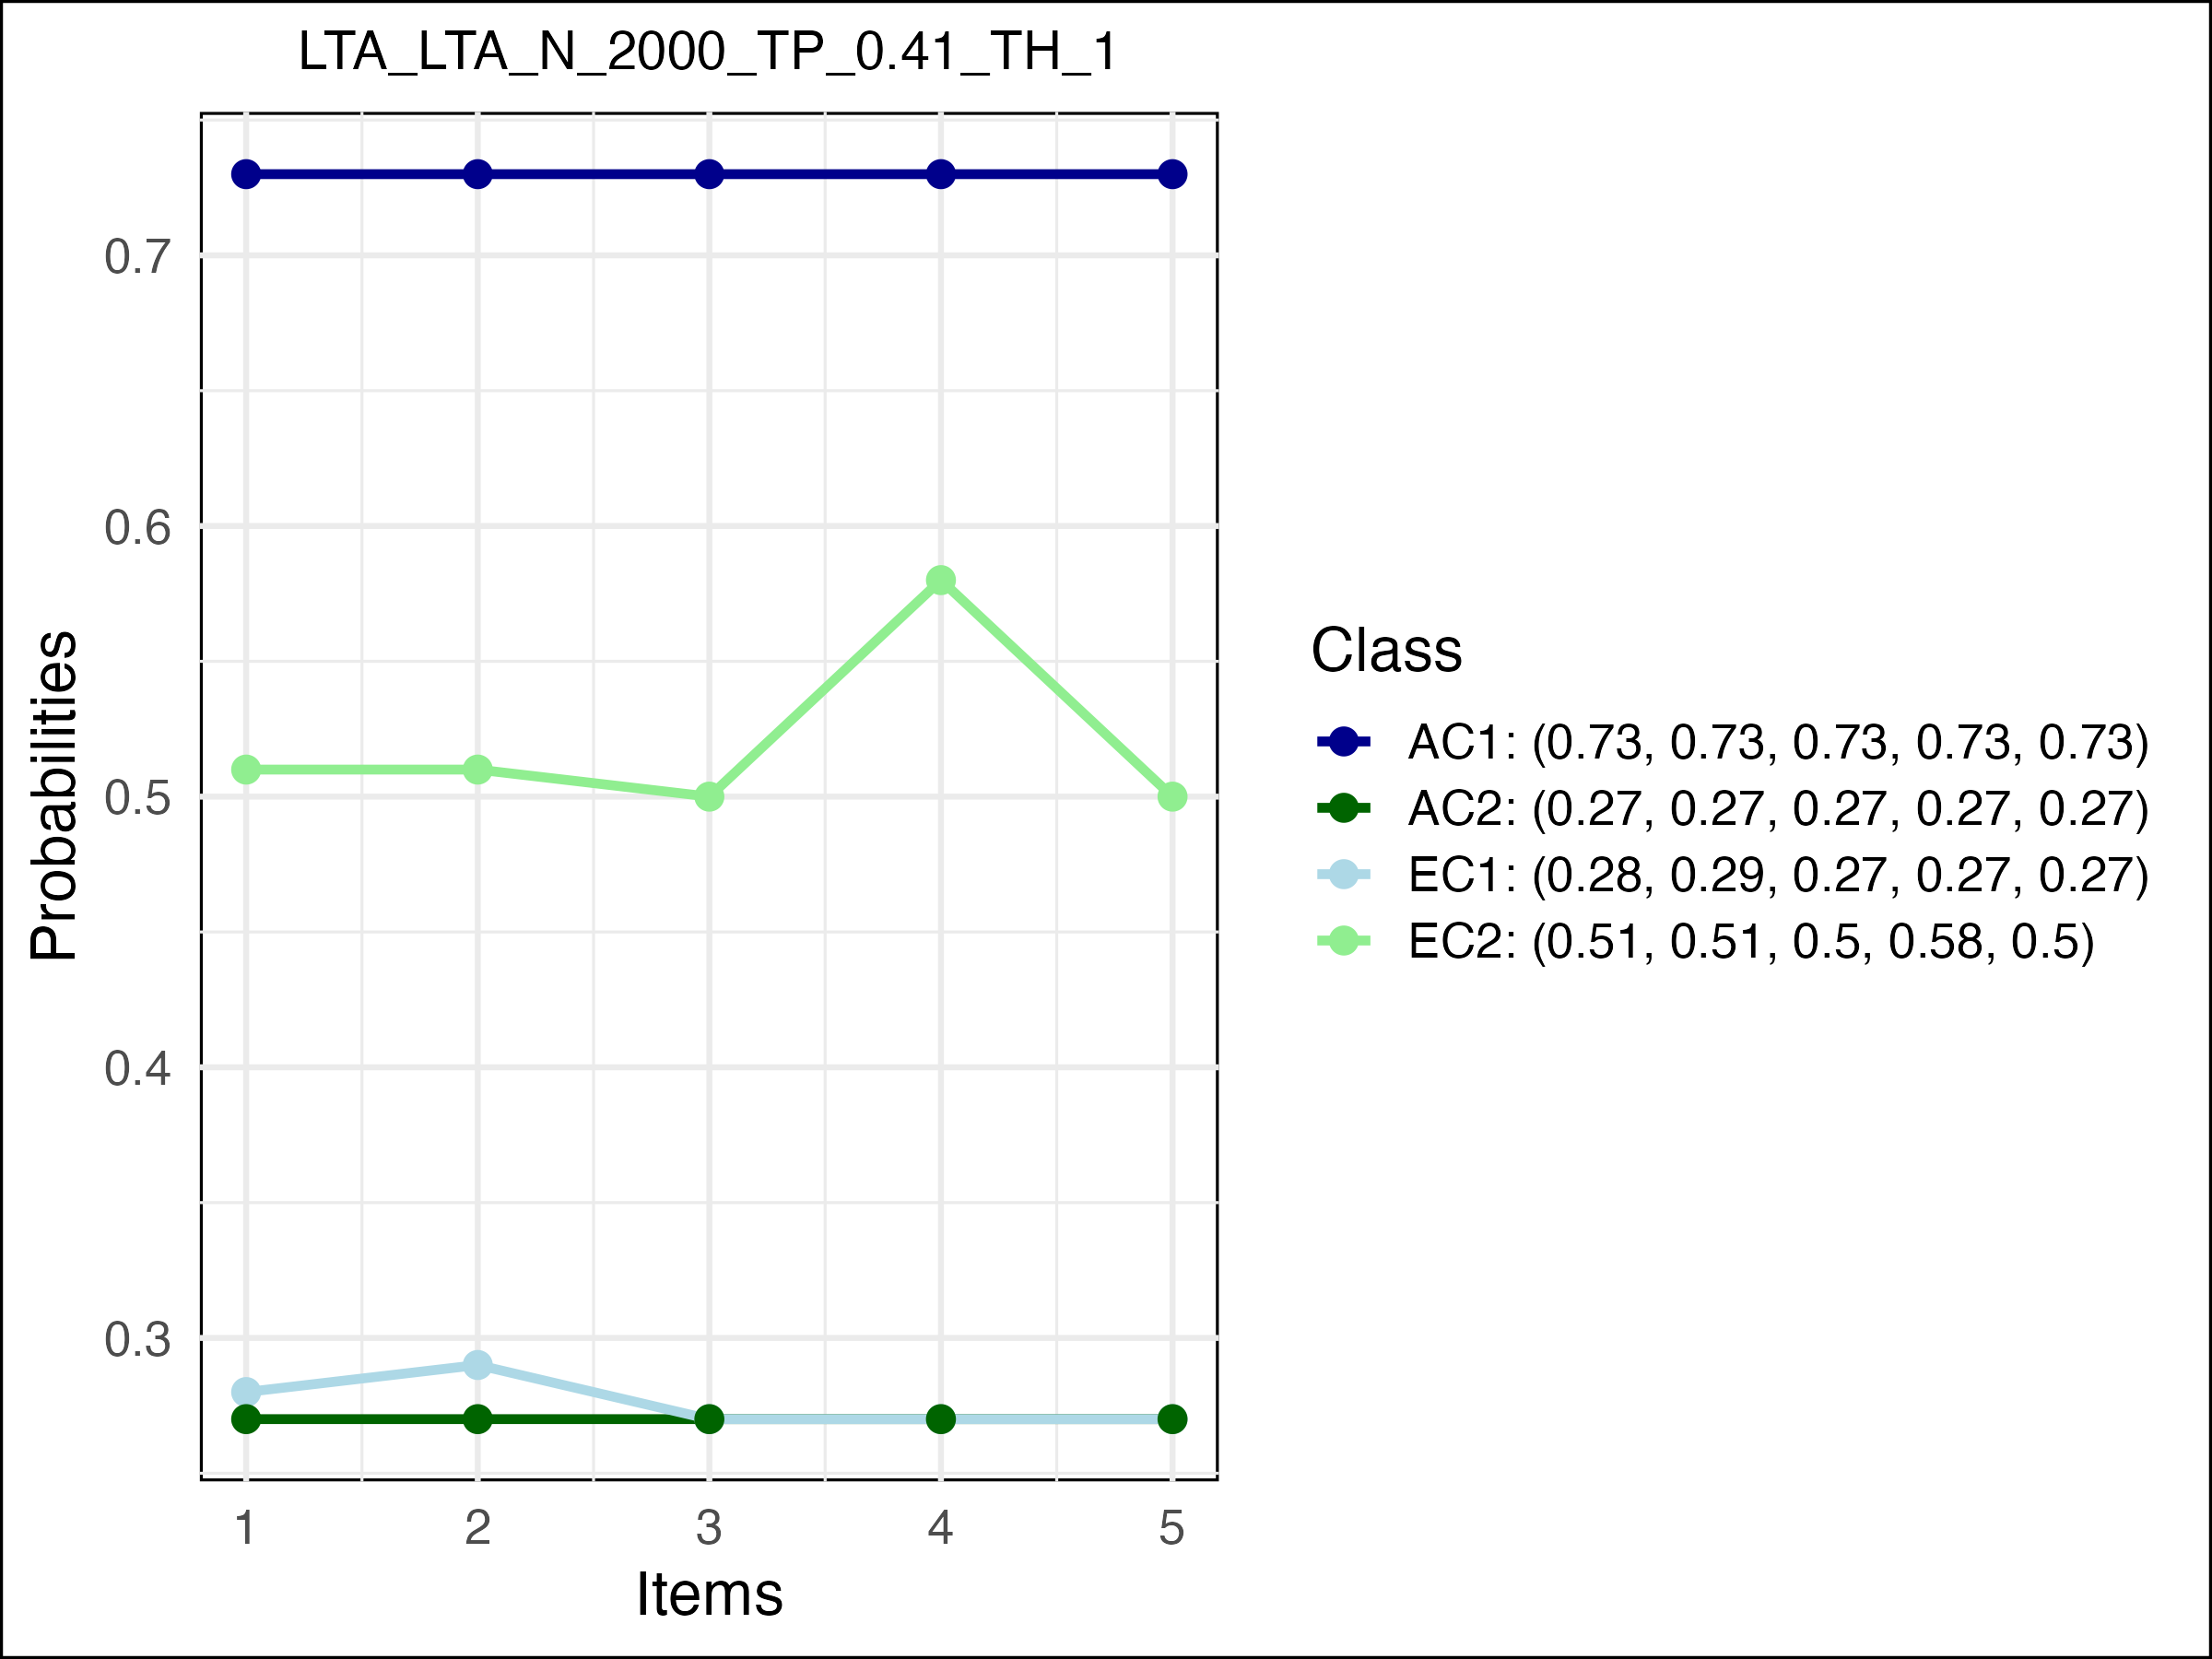 LTA_LTA_N_2000_TP_0.41_TH_1
Probabilities
0.7
0.6
0.5
0.4
0.3
1 2 3 4 5
Items
Class
AC1: (0.73, 0.73, 0.73, 0.73, 0.73)
AC2: (0.27, 0.27, 0.27, 0.27, 0.27)
EC1: (0.28, 0.29, 0.27, 0.27, 0.27)
EC2: (0.51, 0.51, 0.5, 0.58, 0.5)